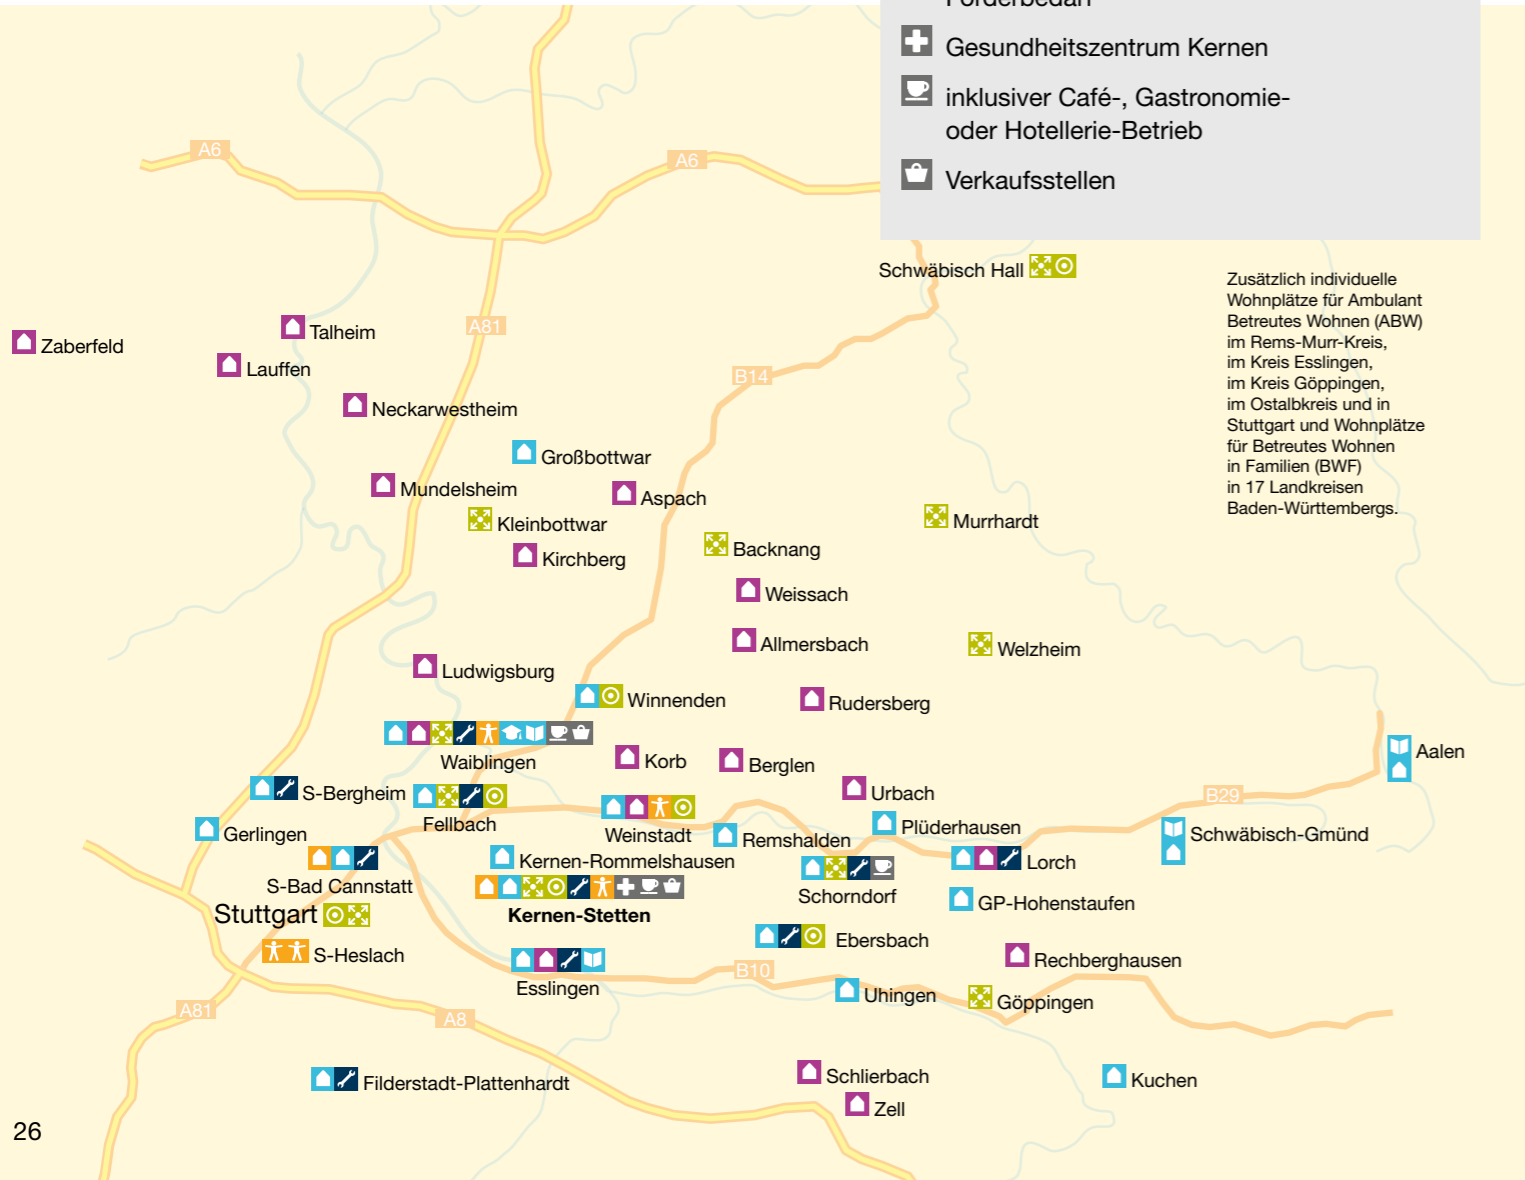 Gesundheitszentrum Kernen
inklusiver Café-, Gastronomie-
oder Hotellerie-Betrieb
Verkaufsstellen
A6
A6
Schwäbisch Hall
Zusätzlich individuelle
Wohnplätze für Ambulant
Betreutes Wohnen (ABW)
im Rems-Murr-Kreis,
im Kreis Esslingen,
im Kreis Göppingen,
im Ostalbkreis und in
Stuttgart und Wohnplätze
für Betreutes Wohnen
in Familien (BWF)
in 17 Landkreisen
Baden-Württembergs.
A81
Talheim
Zaberfeld
Lauffen
B14
Neckarwestheim
Großbottwar
Mundelsheim
Aspach
Kleinbottwar
Murrhardt
Backnang
Kirchberg
Weissach
Allmersbach
Welzheim
Ludwigsburg
Winnenden
Rudersberg
Waiblingen
Korb
Berglen
Aalen
S-Bergheim
Urbach
B29
Fellbach
Gerlingen
Weinstadt
Remshalden
Plüderhausen
Schwäbisch-Gmünd
Kernen-Rommelshausen
Lorch
S-Bad Cannstatt
Schorndorf
GP-Hohenstaufen
Stuttgart
Kernen-Stetten
Ebersbach
S-Heslach
Rechberghausen
B10
Esslingen
Uhingen
Göppingen
A81
A8
Schlierbach
Kuchen
Filderstadt-Plattenhardt
Zell
26